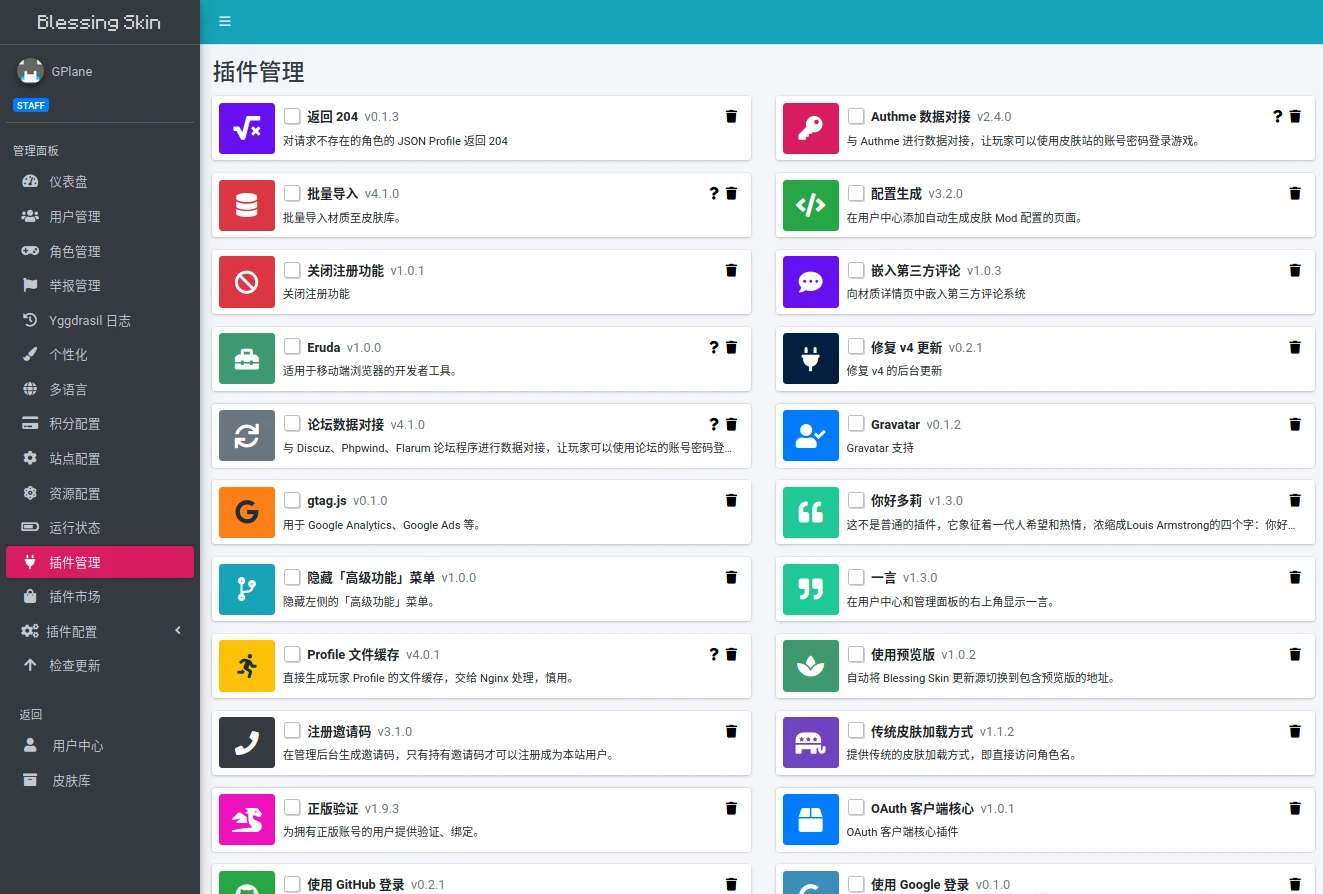 Blessing Skin
GPlane
STAFF
管理面板
仪表盘
用户管理
角色管理
举报管理
Yggdrasil 日志
个性化
多语言
积分配置
站点配置
资源配置
运行状态
插件管理
插件市场
插件配置
检查更新
返回
用户中心
皮肤库
插件管理
返回 204 v0.1.3
对请求不存在的角色的 JSON Profile 返回 204
Authme 数据对接 v2.4.0
与 Authme 进行数据对接，让玩家可以使用皮肤站的账号密码登录游戏。
批量导入 v4.1.0
批量导入材质至皮肤库。
配置生成 v3.2.0
在用户中心添加自动生成皮肤 Mod 配置的页面。
关闭注册功能 v1.0.1
关闭注册功能
嵌入第三方评论 v1.0.3
向材质详情页中嵌入第三方评论系统
Eruda v1.0.0
适用于移动端浏览器的开发者工具。
修复 v4 更新 v0.2.1
修复 v4 的后台更新
论坛数据对接 v4.1.0
与 Discuz、Phpwind、Flarum 论坛程序进行数据对接，让玩家可以使用论坛的账号密码登...
Gravatar v0.1.2
Gravatar 支持
gtag.js v0.1.0
用于 Google Analytics、Google Ads 等。
你好多莉 v1.3.0
这不是普通的插件，它象征着一代人希望和热情，浓缩成Louis Armstrong的四个字：你好...
隐藏「高级功能」菜单 v1.0.0
隐藏左侧的「高级功能」菜单。
一言 v1.3.0
在用户中心和管理面板的右上角显示一言。
Profile 文件缓存 v4.0.1
直接生成玩家 Profile 的文件缓存，交给 Nginx 处理，慎用。
使用预览版 v1.0.2
自动将 Blessing Skin 更新源切换到包含预览版的地址。
注册邀请码 v3.1.0
在管理后台生成邀请码，只有持有邀请码才可以注册成为本站用户。
传统皮肤加载方式 v1.1.2
提供传统的皮肤加载方式，即直接访问角色名。
正版验证 v1.9.3
为拥有正版账号的用户提供验证、绑定。
OAuth 客户端核心 v1.0.1
OAuth 客户端核心插件
使用 GitHub 登录 v0.2.1
使用 Google 登录 v0.1.0